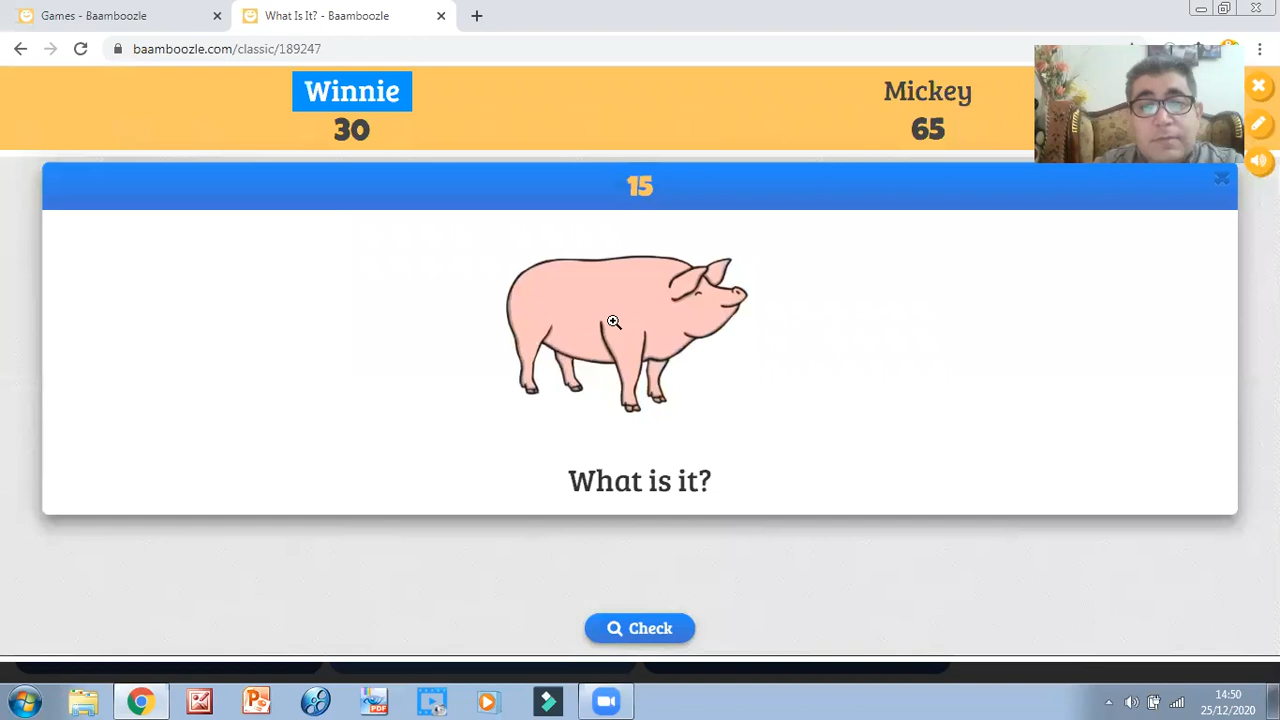 Games - Baamboozle
What Is It? - Baamboozle
baamboozle.com/classic/189247
Winnie
30
Mickey
65
15
What is it?
Check
PDF
14:50
25/12/2020